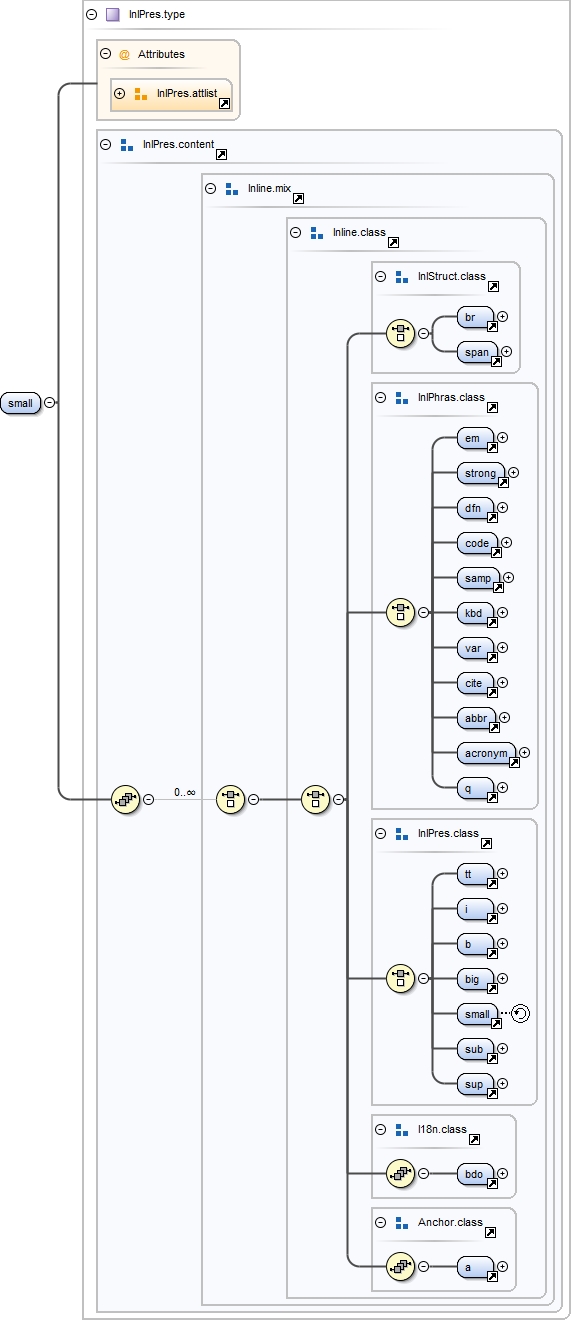 InlPres.type
@ Attributes
InlPres.attlist
InlPres.content
Inline.mix
Inline.class
InlStruct.class
br
span
InlPhras.class
small
em
strong
dfn
code
samp
kbd
var
cite
abbr
acronym
q
0..∞
InlPres.class
tt
i
b
big
small
sub
sup
I18n.class
bdo
Anchor.class
a